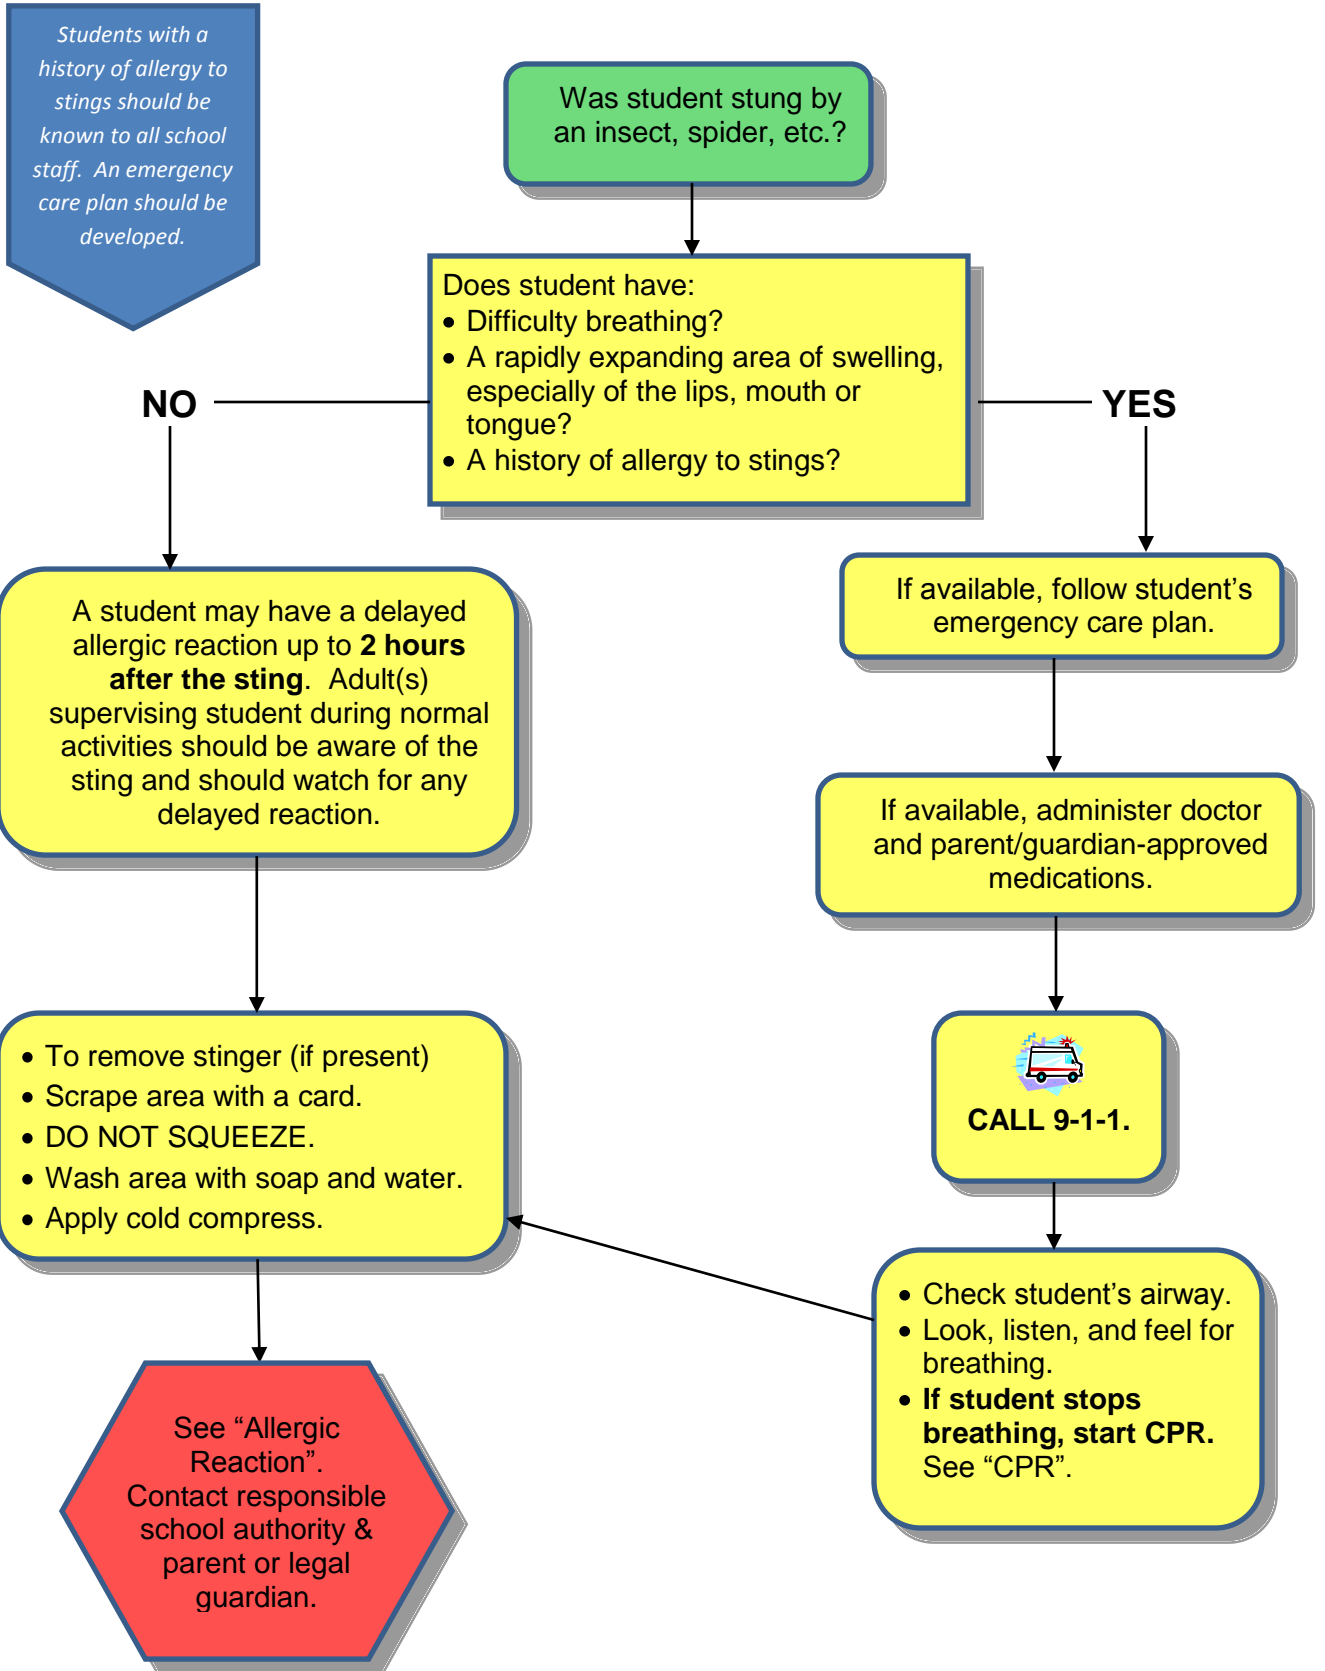 Students with a
history of allergy to
stings should be
known to all school
staff.  An emergency
care plan should be
developed.
Was student stung by
an insect, spider, etc.?
Does student have:
• Difficulty breathing?
• A rapidly expanding area of swelling,
especially of the lips, mouth or
tongue?
• A history of allergy to stings?
NO
YES
A student may have a delayed
allergic reaction up to 2 hours
after the sting.  Adult(s)
supervising student during normal
activities should be aware of the
sting and should watch for any
delayed reaction.
If available, follow student’s
emergency care plan.
If available, administer doctor
and parent/guardian-approved
medications.
CALL 9-1-1.
• To remove stinger (if present)
• Scrape area with a card.
• DO NOT SQUEEZE.
• Wash area with soap and water.
• Apply cold compress.
• Check student’s airway.
• Look, listen, and feel for
breathing.
• If student stops
breathing, start CPR.
See “CPR”.
See “Allergic
Reaction”.
Contact responsible
school authority &
parent or legal
guardian.